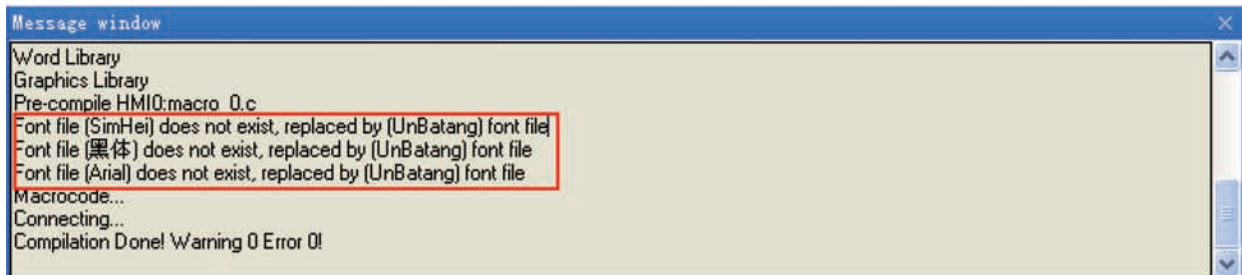 Message window
Word Library
Graphics Library
Pre-compile HMI0:macro_0.c
Font file (SimHei) does not exist, replaced by (UnBatang) font file
Font file (黑体) does not exist, replaced by (UnBatang) font file
Font file (Arial) does not exist, replaced by (UnBatang) font file
Macrocode...
Connecting...
Compilation Done! Warning 0 Error 0!